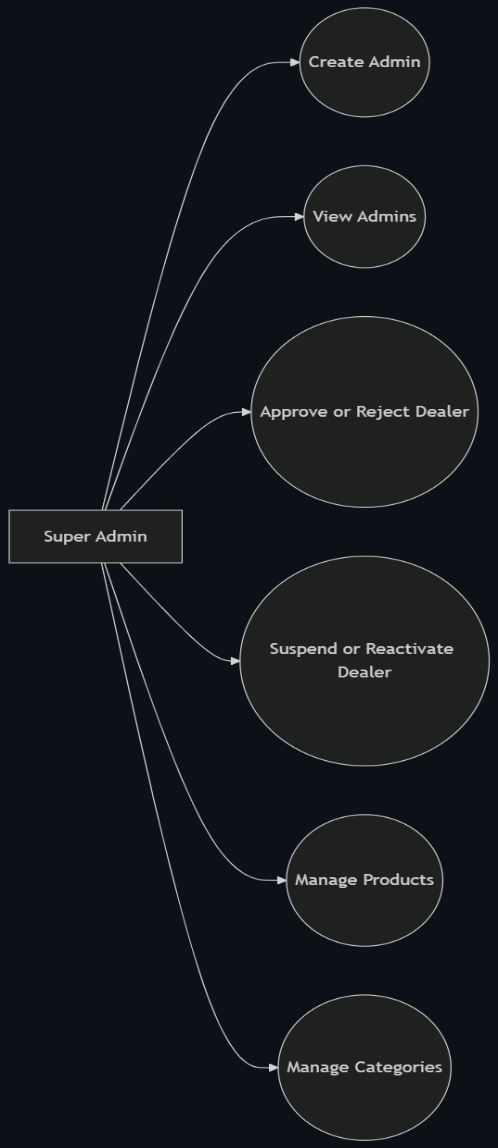 Create Admin
View Admins
Approve or Reject Dealer
Super Admin
Suspend or Reactivate
Dealer
Manage Products
Manage Categories